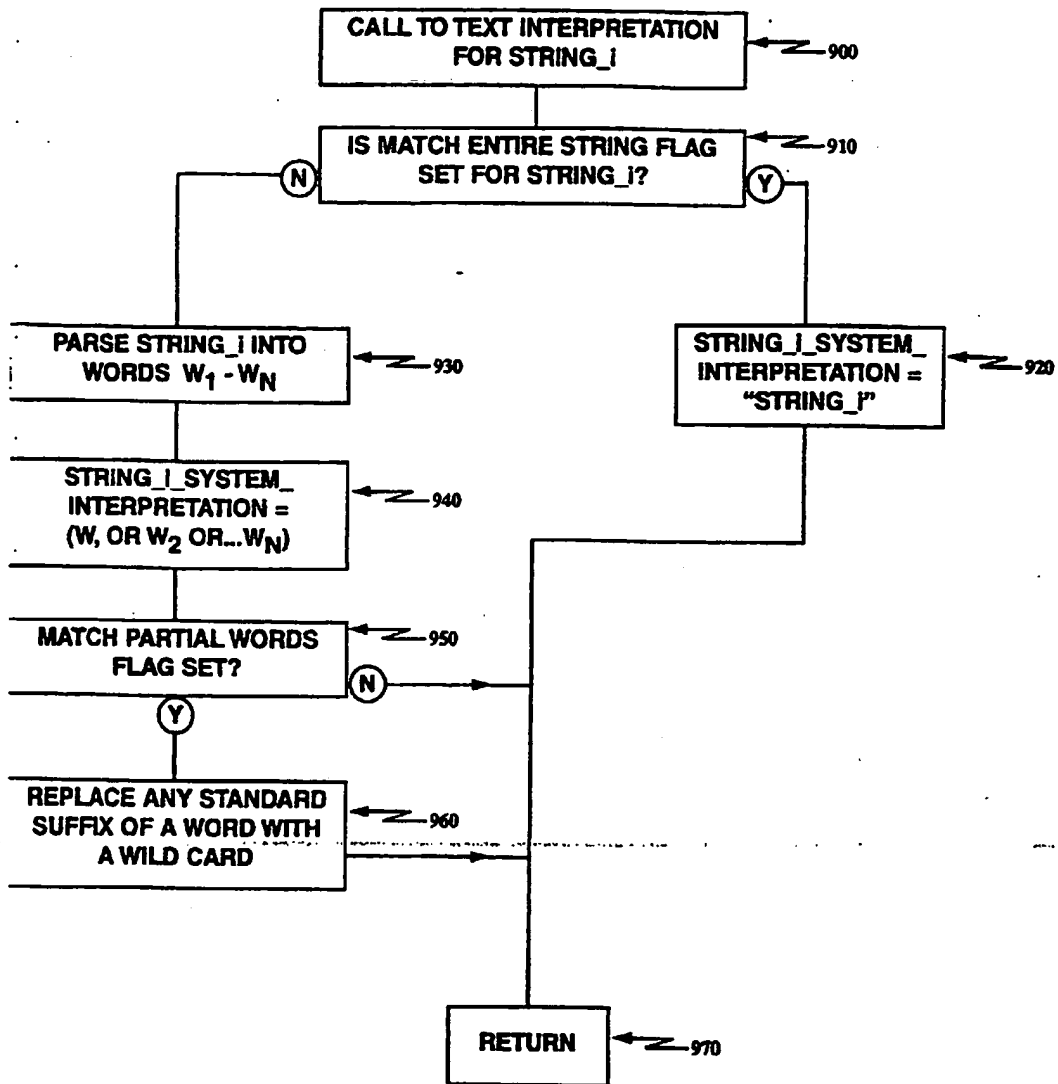 CALL TO TEXT INTERPRETATION
FOR STRING_i
900
IS MATCH ENTIRE STRING FLAG
SET FOR STRING_i?
910
N
Y
PARSE STRING_i INTO
WORDS W1 - WN
930
STRING_i_SYSTEM_
INTERPRETATION =
"STRING_i"
920
STRING_i_SYSTEM_
INTERPRETATION =
(W, OR W2 OR...WN)
940
MATCH PARTIAL WORDS
FLAG SET?
950
N
Y
REPLACE ANY STANDARD
SUFFIX OF A WORD WITH
A WILD CARD
960
RETURN
970